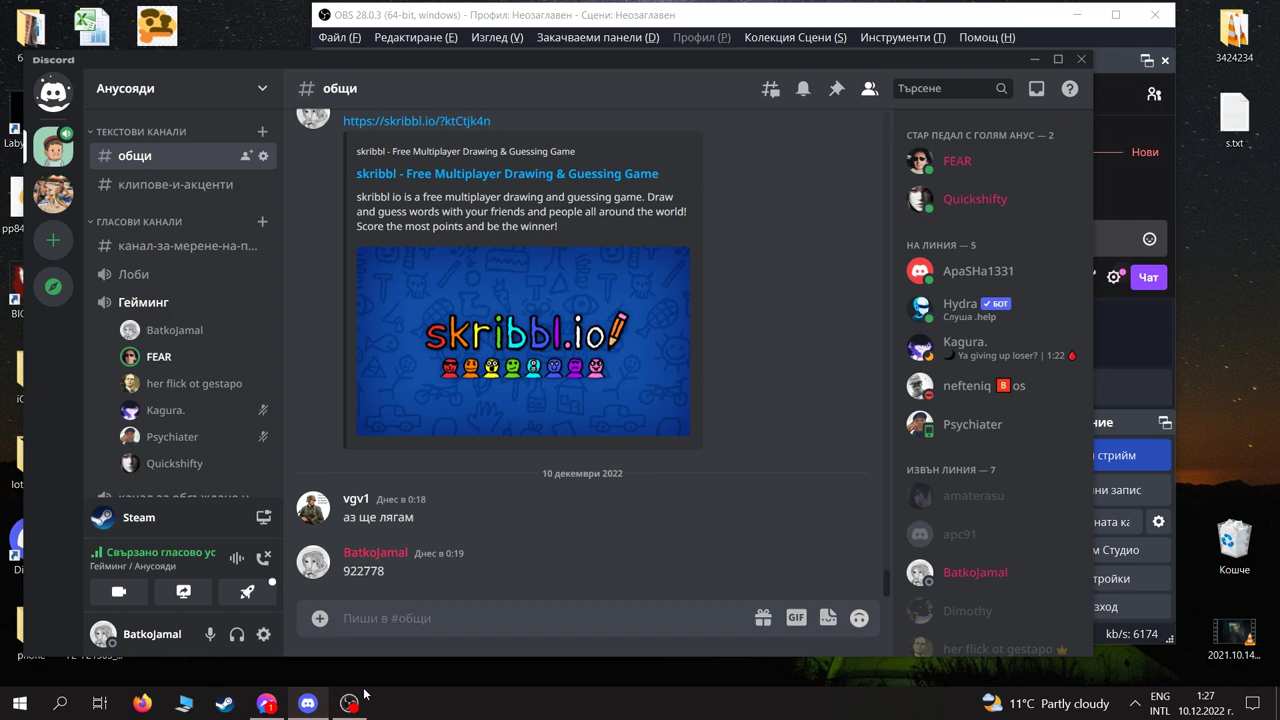 OBS 28.0.3 (64-bit, windows) - Профил: Неозаглавен - Сцени: Неозаглавен
Файл (F) Редактиране (E) Изглед (V) Закачваеми панели (D) Профил (P) Колекция Сцени (S) Инструменти (T) Помощ (H)
3424234
Discord
Анусояди
общи
Търсене
ТЕКСТОВИ КАНАЛИ
общи
клипове-и-акценти
ГЛАСОВИ КАНАЛИ
канал-за-мерене-на-п...
Лоби
Гейминг
BatkoJamal
FEAR
her flick ot gestapo
Kagura.
Psychiater
Quickshifty
Steam
Свързано гласово ус
Гейминг / Анусояди
BatkoJamal
https://skribbl.io/?ktCtjk4n
skribbl - Free Multiplayer Drawing & Guessing Game
skribbl - Free Multiplayer Drawing & Guessing Game
skribbl io is a free multiplayer drawing and guessing game. Draw
and guess words with your friends and people all around the world!
Score the most points and be the winner!
skribbl.io
10 декември 2022
vgv1 Днес в 0:18
аз ще лягам
BatkoJamal Днес в 0:19
922778
Пиши в #общи
GIF
СТАР ПЕДАЛ С ГОЛЯМ АНУС — 2
FEAR
Quickshifty
НА ЛИНИЯ — 5
ApaSHa1331
Hydra БОТ
Слуша .help
Kagura.
Ya giving up loser? | 1:22
nefteniq B os
Psychiater
ИЗВЪН ЛИНИЯ — 7
amaterasu
apc91
BatkoJamal
Dimothy
her flick ot gestapo
Нови
Чат
ние
стрийм
ни запис
ната ка
м Студио
тройки
зход
kb/s: 6174
s.txt
Кошче
2021.10.14...
11°C Partly cloudy
ENG
INTL
1:27
10.12.2022 г.